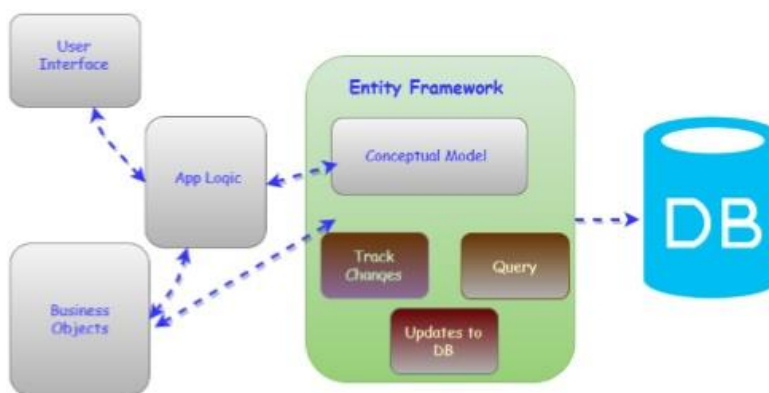 User
Interface
Entity Framework
Conceptual Model
App Logic
DB
Track
Changes
Query
Business
Objects
Updates to
DB